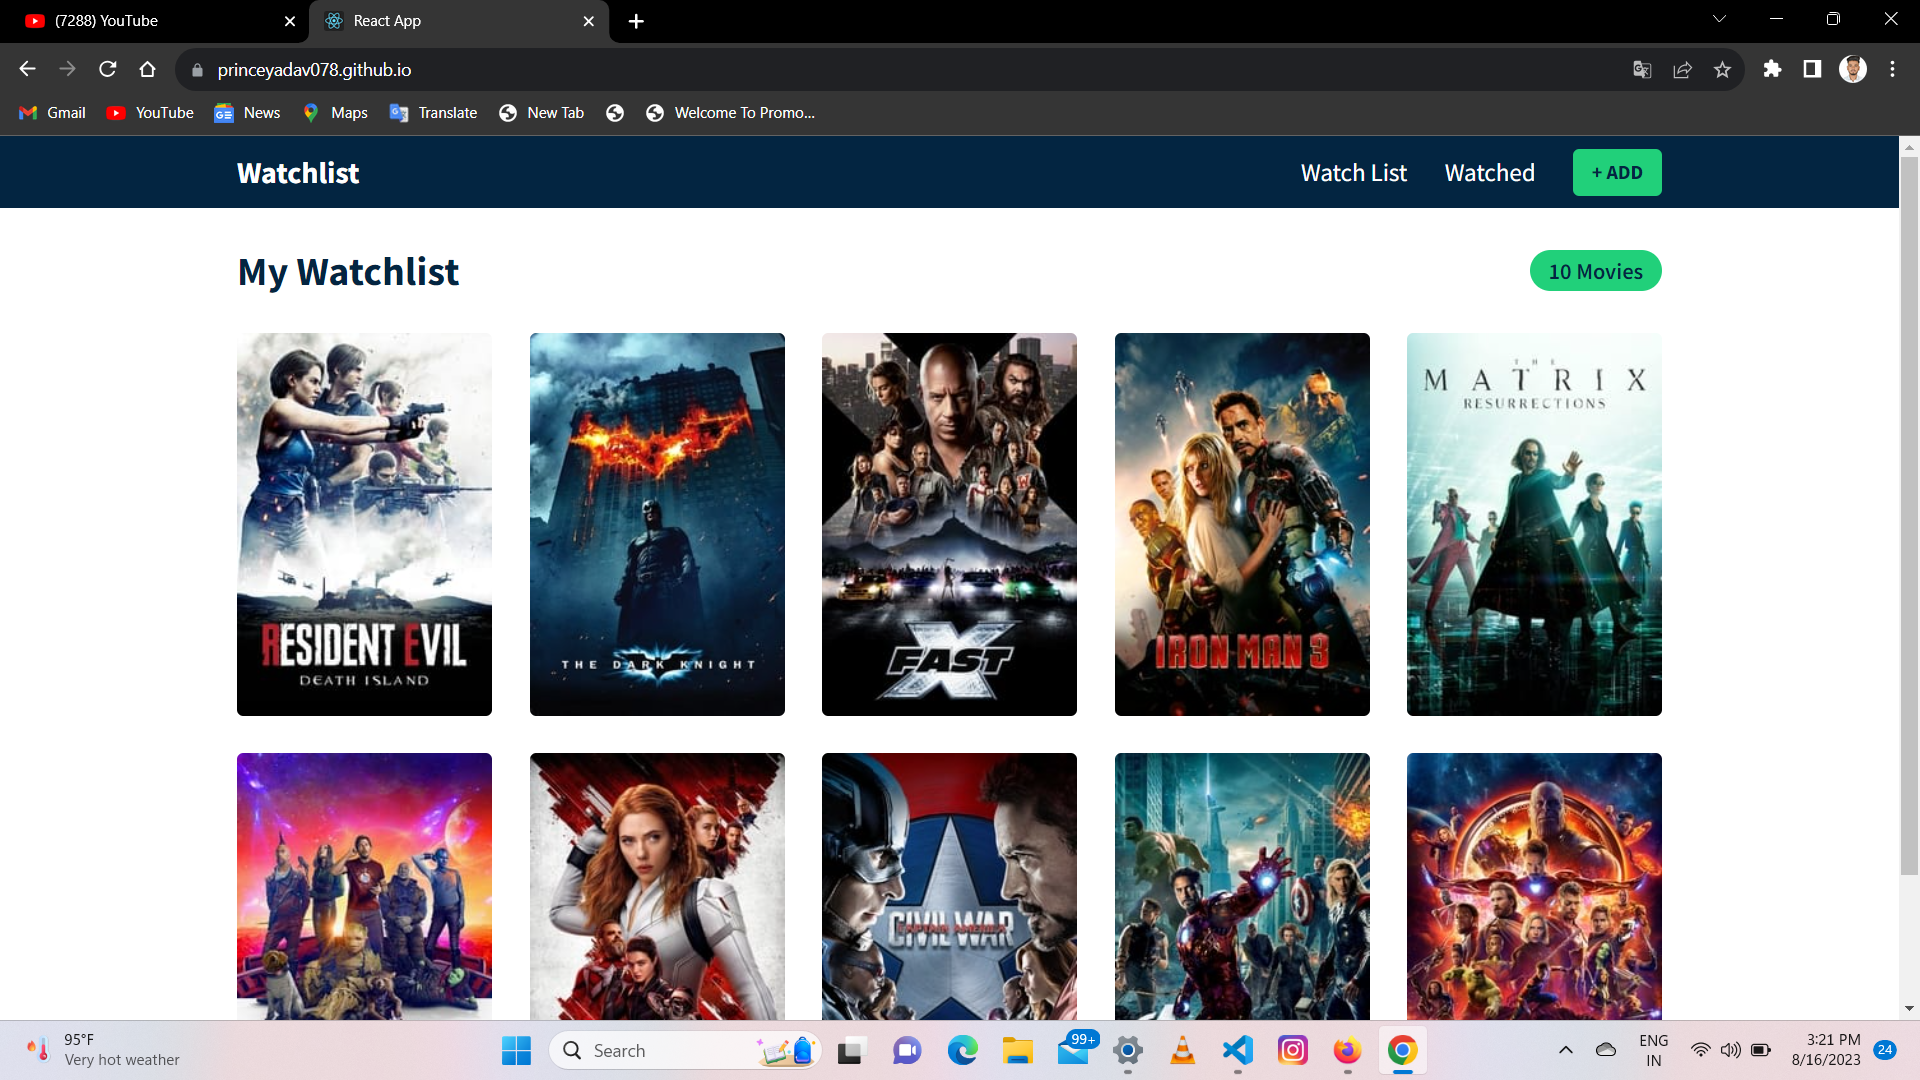 (7288) YouTube
React App
princeyadav078.github.io
Gmail
YouTube
News
Maps
Translate
New Tab
Welcome To Promo...
Watchlist
Watch List
Watched
+ ADD
My Watchlist
10 Movies
RESIDENT EVIL
DEATH ISLAND
THE DARK KNIGHT
FAST
X
IRON MAN 3
THE
MATRIX
RESURRECTIONS
CAPTAIN AMERICA
CIVIL WAR
95°F
Very hot weather
Search
99+
ENG
IN
3:21 PM
8/16/2023
24